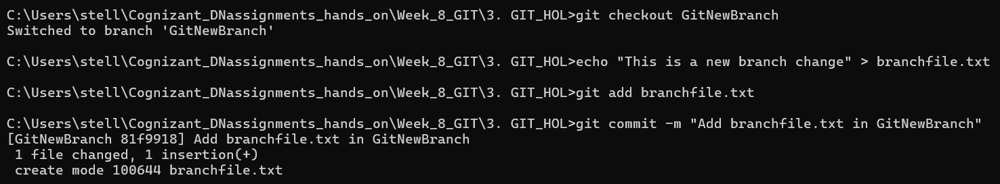 C:\Users\stell\Cognizant_DNassignments_hands_on\Week_8_GIT\3. GIT_HOL>git checkout GitNewBranch
Switched to branch 'GitNewBranch'
C:\Users\stell\Cognizant_DNassignments_hands_on\Week_8_GIT\3. GIT_HOL>echo "This is a new branch change" > branchfile.txt
C:\Users\stell\Cognizant_DNassignments_hands_on\Week_8_GIT\3. GIT_HOL>git add branchfile.txt
C:\Users\stell\Cognizant_DNassignments_hands_on\Week_8_GIT\3. GIT_HOL>git commit -m "Add branchfile.txt in GitNewBranch"
[GitNewBranch 81f9918] Add branchfile.txt in GitNewBranch
 1 file changed, 1 insertion(+)
 create mode 100644 branchfile.txt